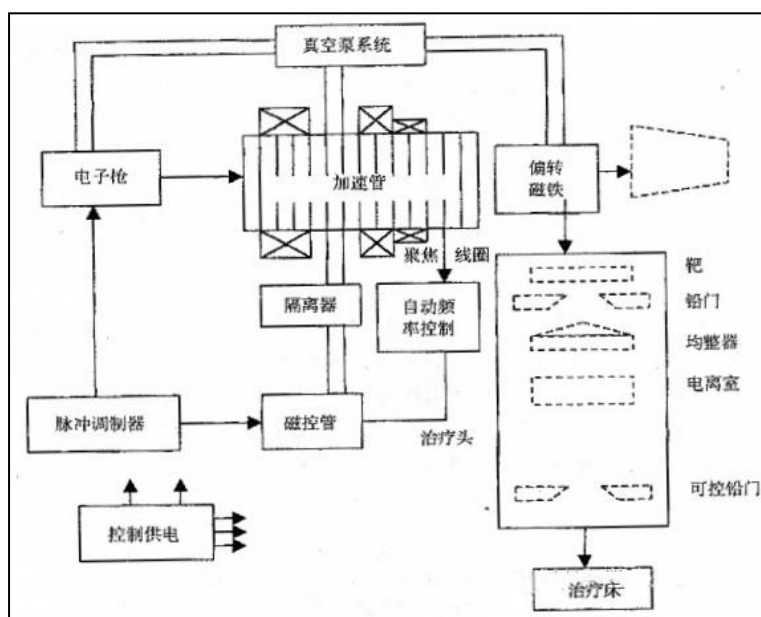 真空泵系统
电子枪
加速管
偏转
磁铁
聚焦 线圈
靶
铅门
隔离器
自动频
率控制
均整器
电离室
脉冲调制器
磁控管
治疗头
可控铅门
控制供电
治疗床